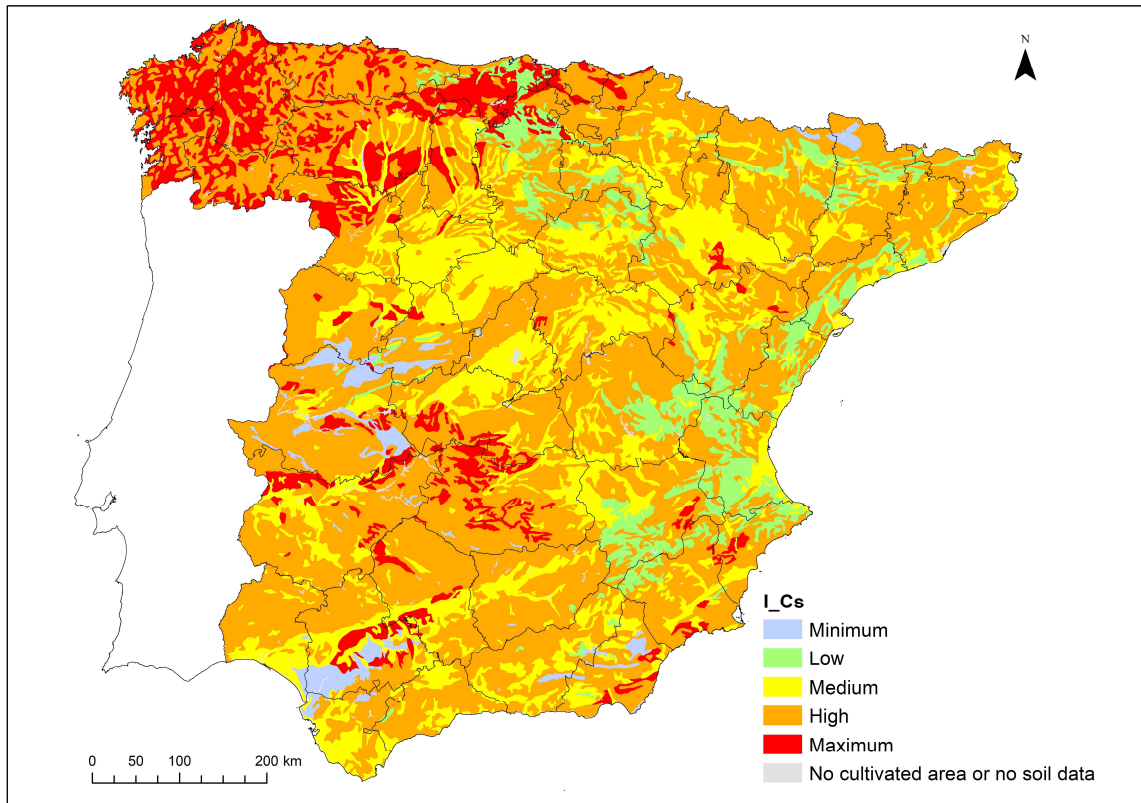 N
I_Cs
Minimum
Low
Medium
High
Maximum
No cultivated area or no soil data
0 50 100 200 km